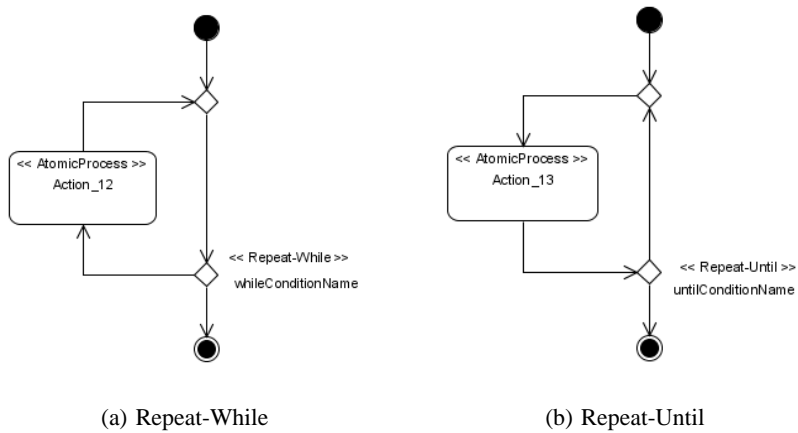 << AtomicProcess >>
Action_12
<< Repeat-While >>
whileConditionName
<< AtomicProcess >>
Action_13
<< Repeat-Until >>
untilConditionName
(a) Repeat-While
(b) Repeat-Until